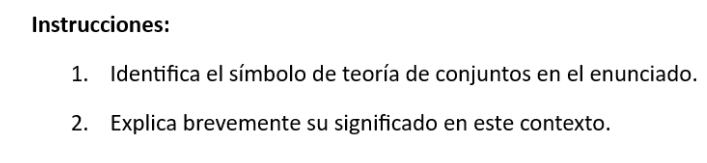 Instrucciones:
1. Identifica el símbolo de teoría de conjuntos en el enunciado.
2. Explica brevemente su significado en este contexto.